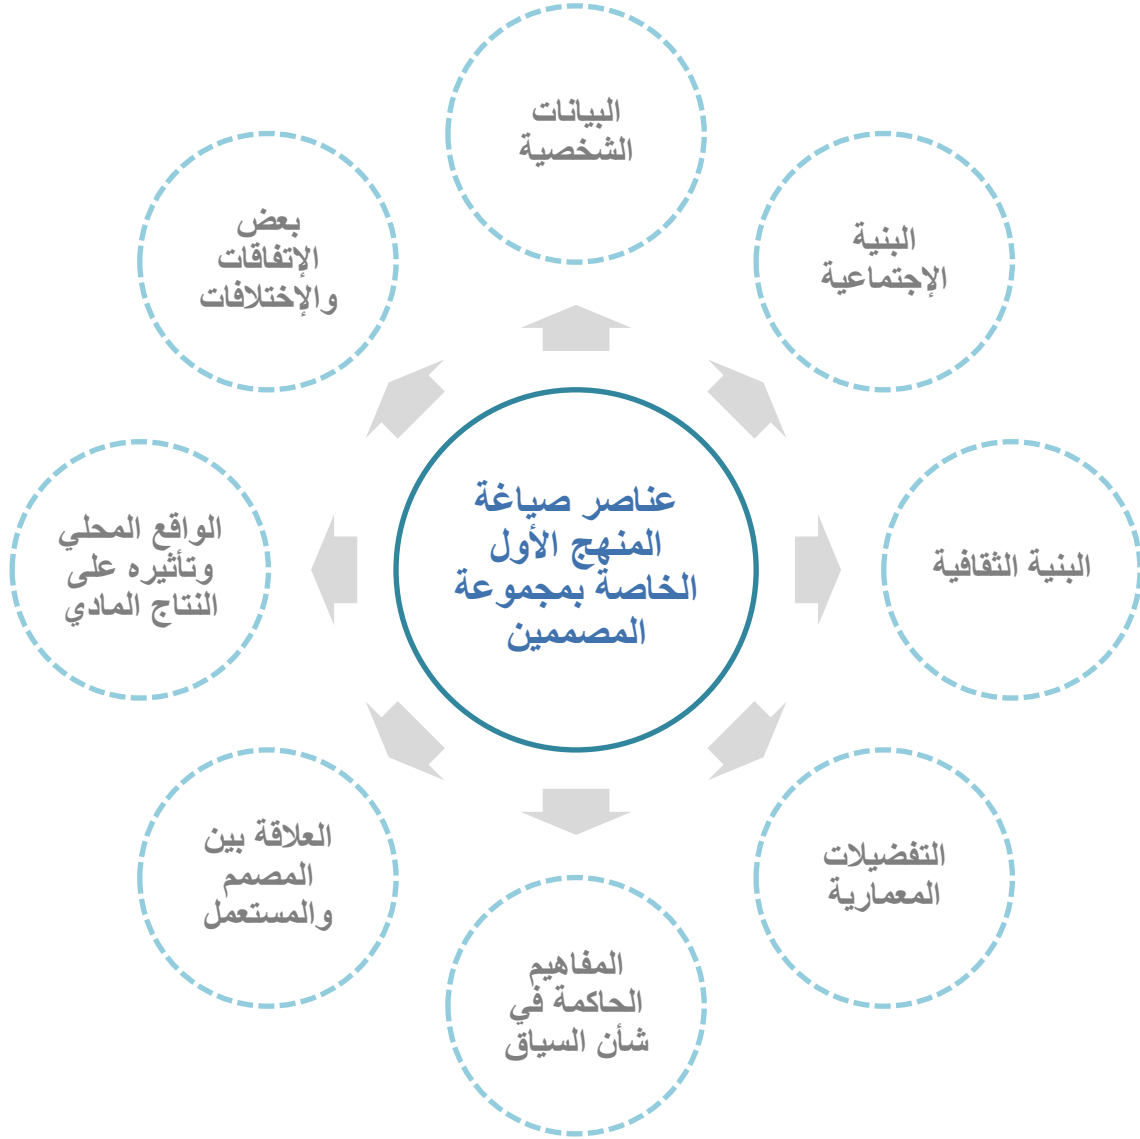 البيانات
الشخصية
البنية
الإجتماعية
البنية الثقافية
التفضيلات
المعمارية
المفاهيم
الحاكمة في
شأن السياق
العلاقة بين
المصمم
والمستعمل
الواقع المحلي
وتأثيره على
النتاج المادي
بعض
الإتفاقات
والإختلافات
عناصر صياغة
المنهج الأول
الخاصة بمجموعة
المصممين